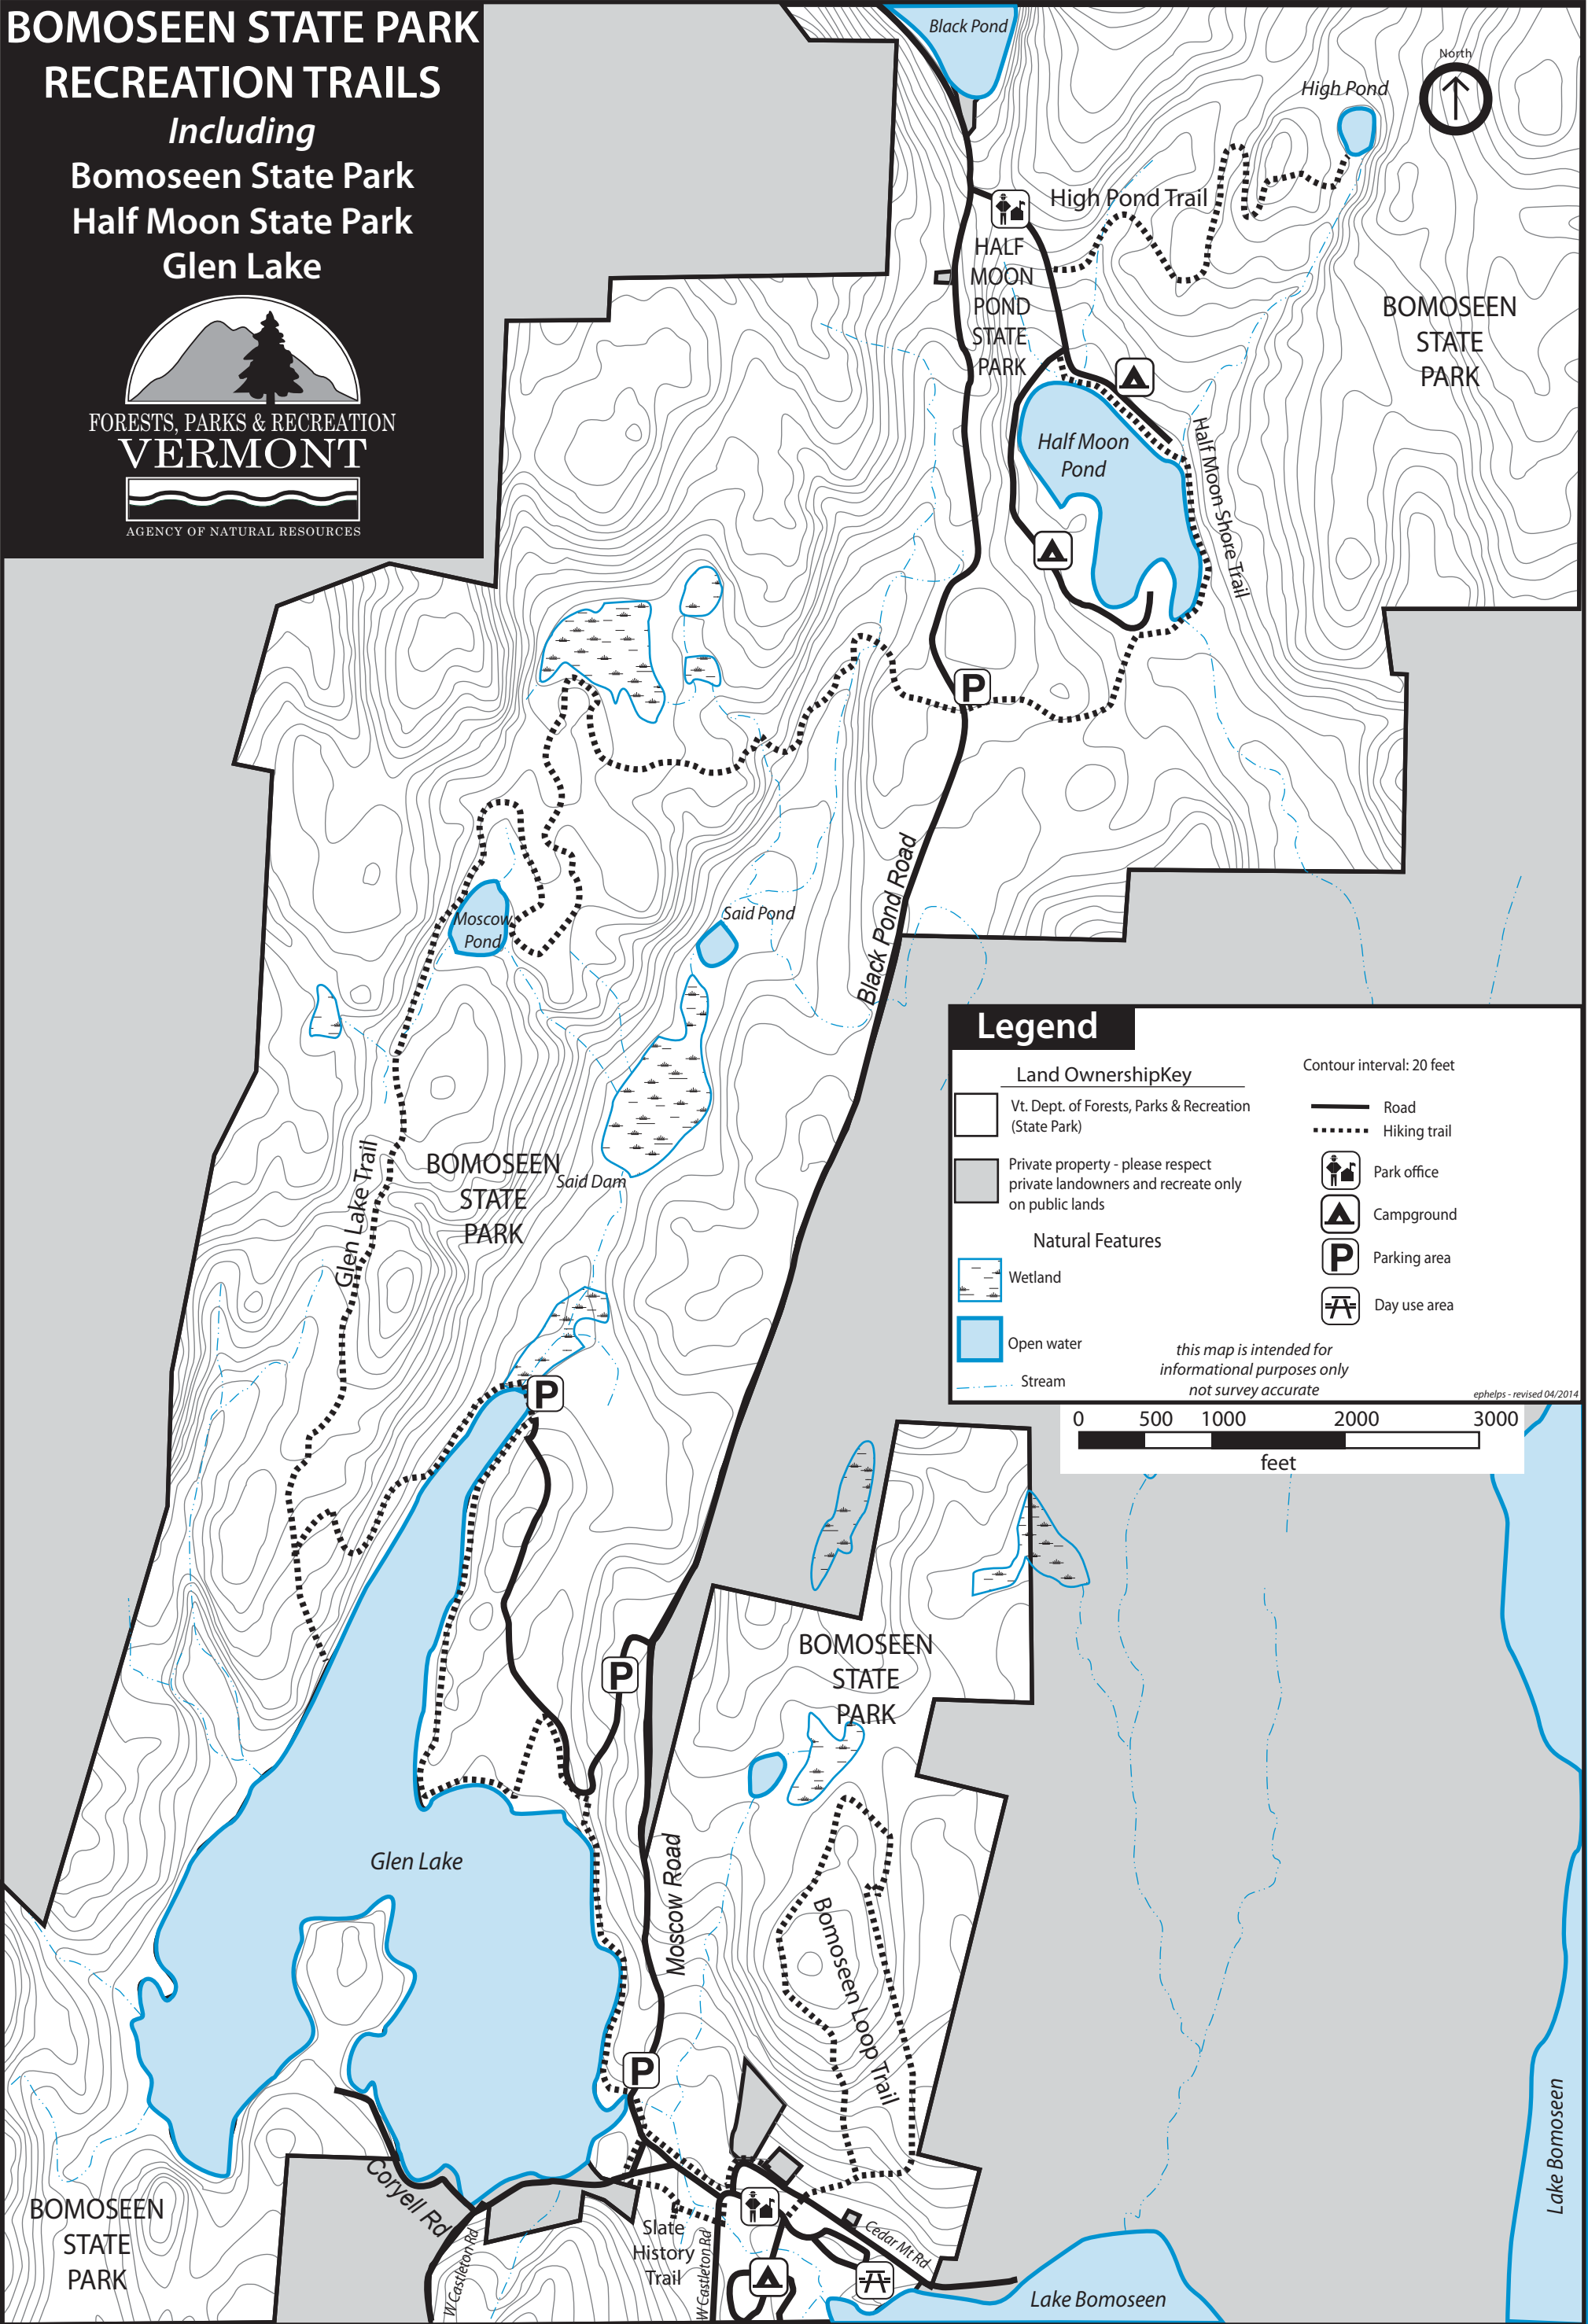 BOMOSEEN STATE PARK
RECREATION TRAILS
Including
Bomoseen State Park
Half Moon State Park
Glen Lake
FORESTS, PARKS & RECREATION
VERMONT
AGENCY OF NATURAL RESOURCES
Black Pond
North
High Pond
High Pond Trail
HALF
MOON
POND
STATE
PARK
BOMOSEEN
STATE
PARK
Half Moon
Pond
Half Moon Shore Trail
P
Black Pond Road
Moscow
Pond
Said Pond
Glen Lake Trail
BOMOSEEN
STATE
PARK
Said Dam
P
Legend
Land OwnershipKey
Vt. Dept. of Forests, Parks & Recreation
(State Park)
Private property - please respect
private landowners and recreate only
on public lands
Natural Features
Wetland
Open water
Stream
Contour interval: 20 feet
Road
Hiking trail
Park office
Campground
P
Parking area
Day use area
this map is intended for
informational purposes only
not survey accurate
ephelps - revised 04/2014
0 500 1000 2000 3000
feet
P
BOMOSEEN
STATE
PARK
Glen Lake
Moscow Road
Bomoseen Loop Trail
P
Coryell Rd
BOMOSEEN
STATE
PARK
W Castleton Rd
Slate
History
Trail
W Castleton Rd
Cedar Mt Rd
Lake Bomoseen
Lake Bomoseen